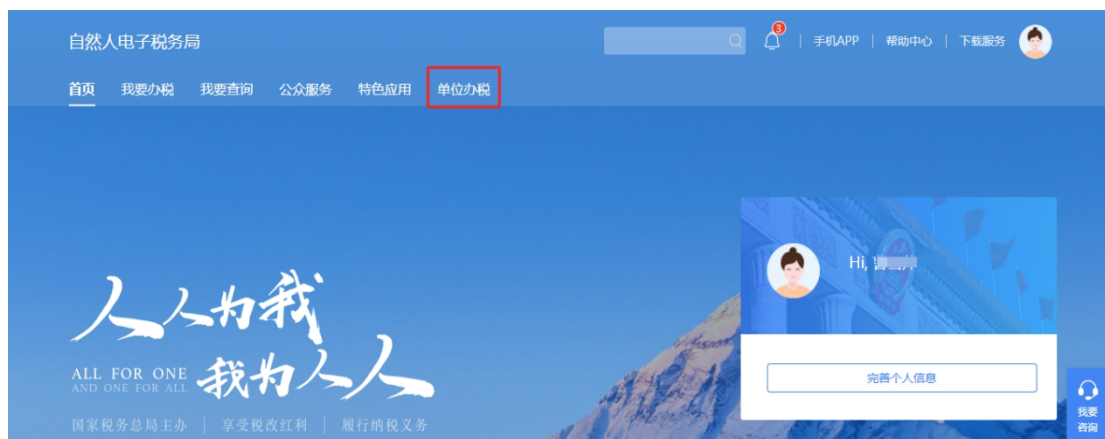 自然人电子税务局
3
手机APP | 帮助中心 | 下载服务
首页 我要办税 我要查询 公众服务 特色应用 单位办税
Hi,
人人为我
我为人人
ALL FOR ONE
AND ONE FOR ALL
国家税务总局主办 | 享受税改红利 | 履行纳税义务
完善个人信息
我要
咨询